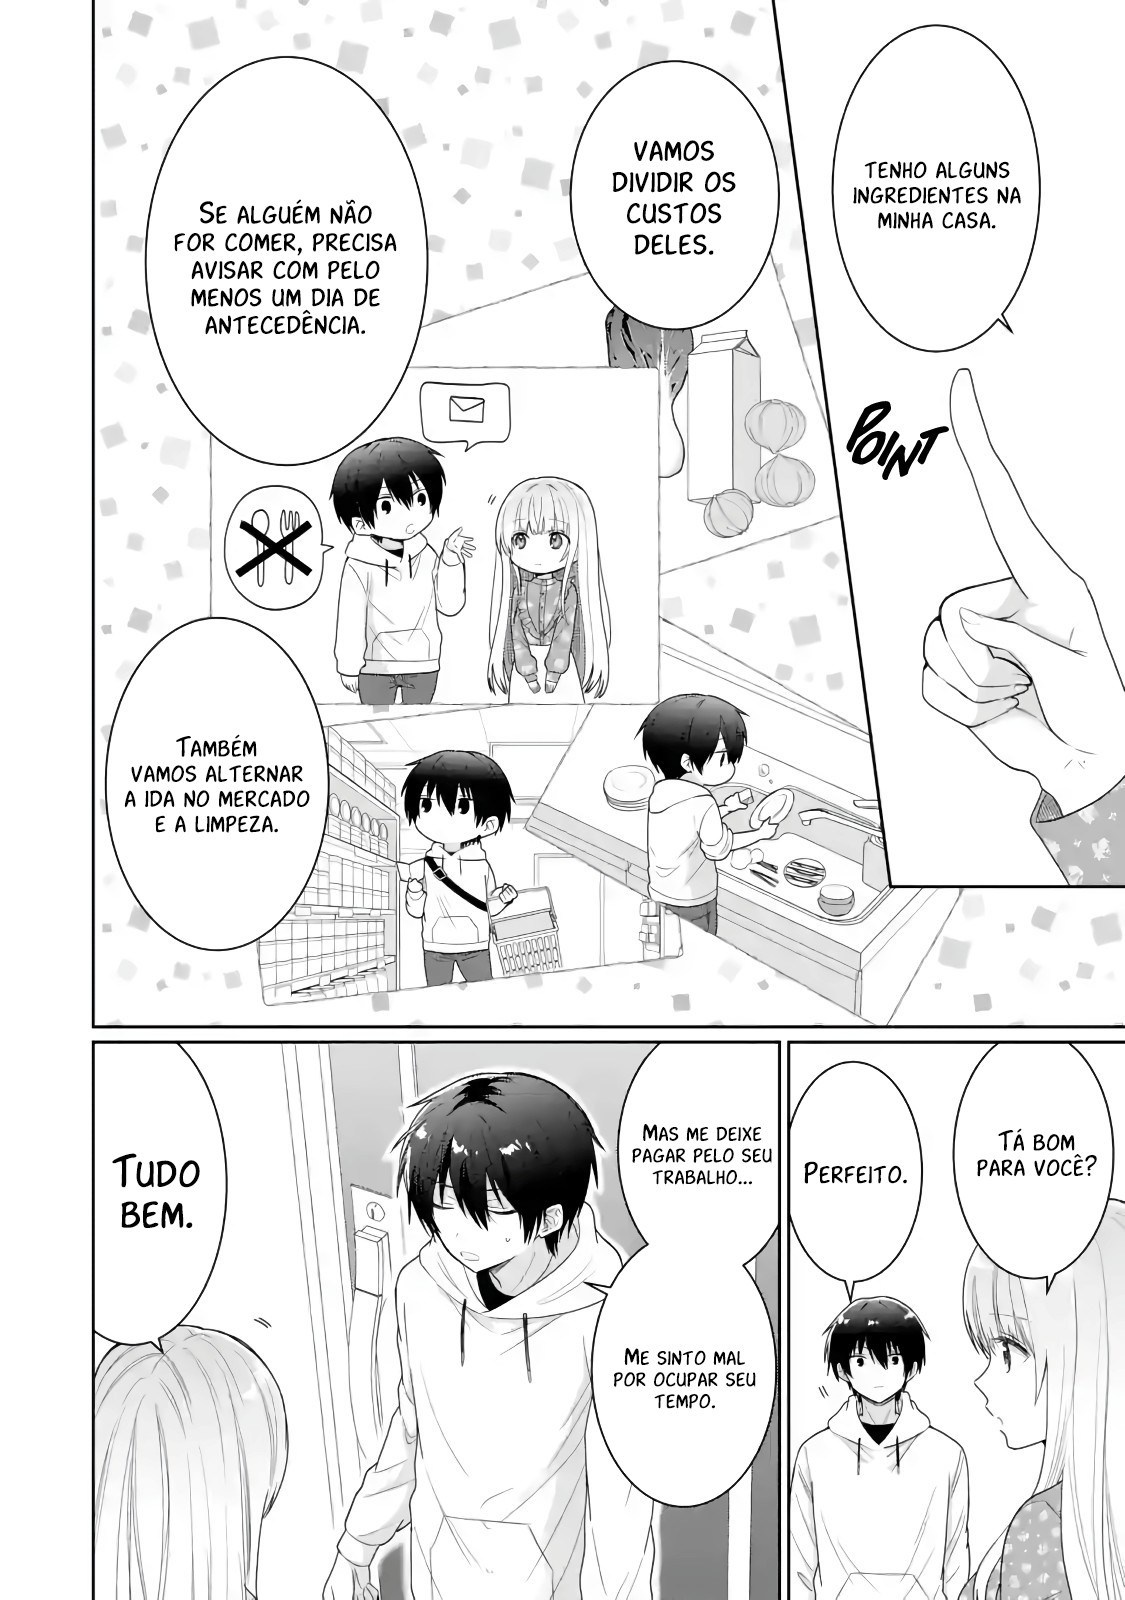 TENHO ALGUNS
INGREDIENTES NA
MINHA CASA.
POINT
VAMOS
DIVIDIR OS
CUSTOS
DELES.
SE ALGUÉM NÃO
FOR COMER, PRECISA
AVISAR COM PELO
MENOS UM DIA DE
ANTECEDÊNCIA.
TAMBÉM
VAMOS ALTERNAR
A IDA NO MERCADO
E A LIMPEZA.
TÁ BOM
PARA VOCÊ?
PERFEITO.
MAS ME DEIXE
PAGAR PELO SEU
TRABALHO...
ME SINTO MAL
POR OCUPAR SEU
TEMPO.
TUDO
BEM.